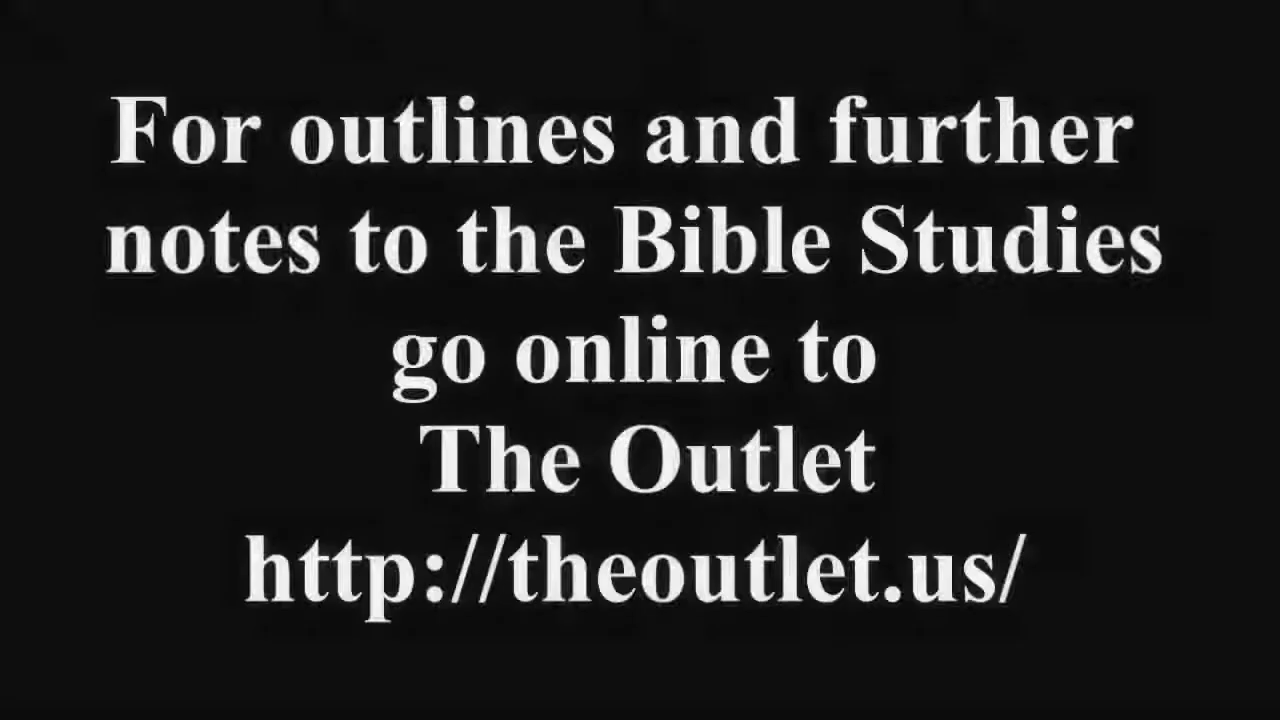 For outlines and further
notes to the Bible Studies
go online to
The Outlet
http://theoutlet.us/